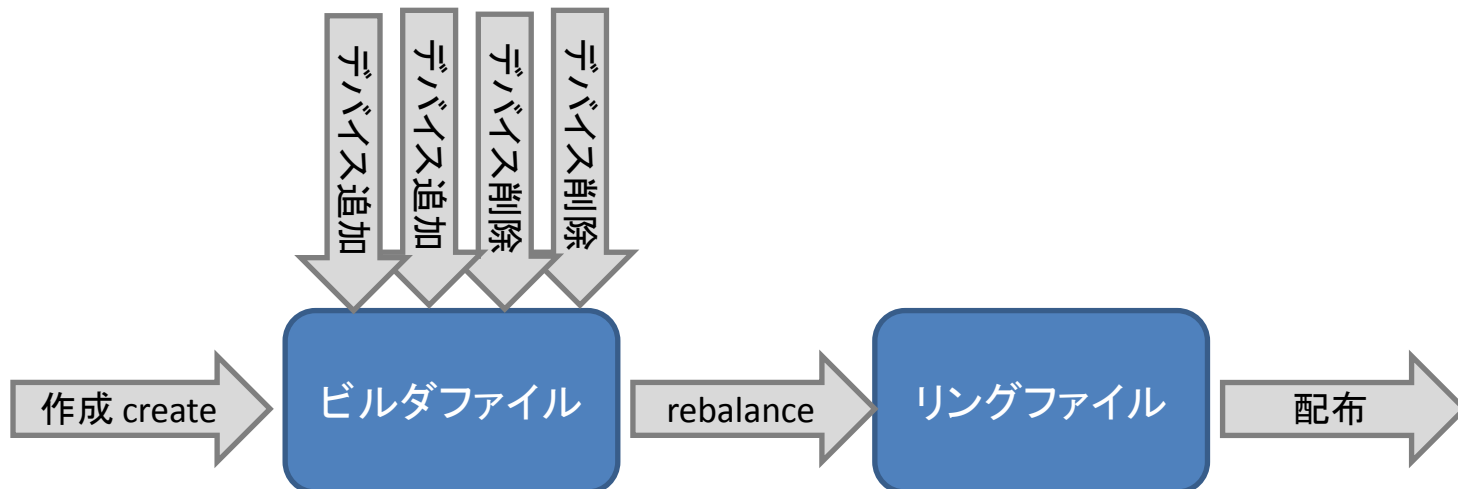 デバイス追加
デバイス追加
デバイス削除
デバイス削除
作成 create
ビルダファイル
rebalance
リングファイル
配布